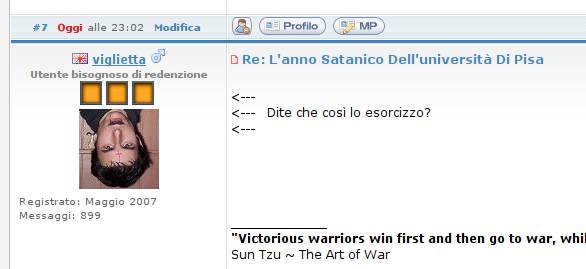 #7 Oggi alle 23:02 Modifica
Profilo
MP
viglietta
Utente bisognoso di redenzione
Registrato: Maggio 2007
Messaggi: 899
Re: L'anno Satanico Dell'università Di Pisa
<---
<--- Dite che così lo esorcizzo?
<---
"Victorious warriors win first and then go to war,
Sun Tzu ~ The Art of War